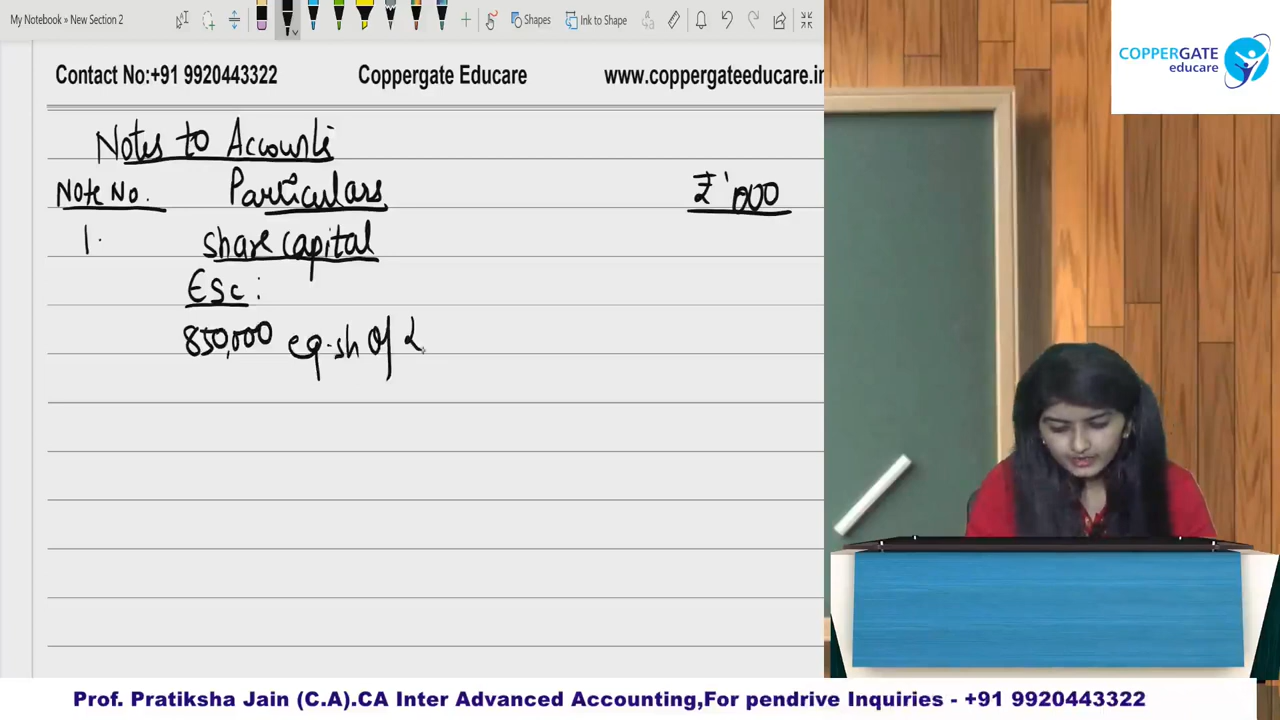 My Notebook » New Section 2
Shapes
Ink to Shape
Contact No:+91 9920443322 Coppergate Educare www.coppergateeducare.in
COPPERGATE
educare
Notes to Accounts
Note No. Particulars ₹'000
1. Share Capital
ESC:
850,000 eq.sh of
Prof. Pratiksha Jain (C.A).CA Inter Advanced Accounting,For pendrive Inquiries - +91 9920443322